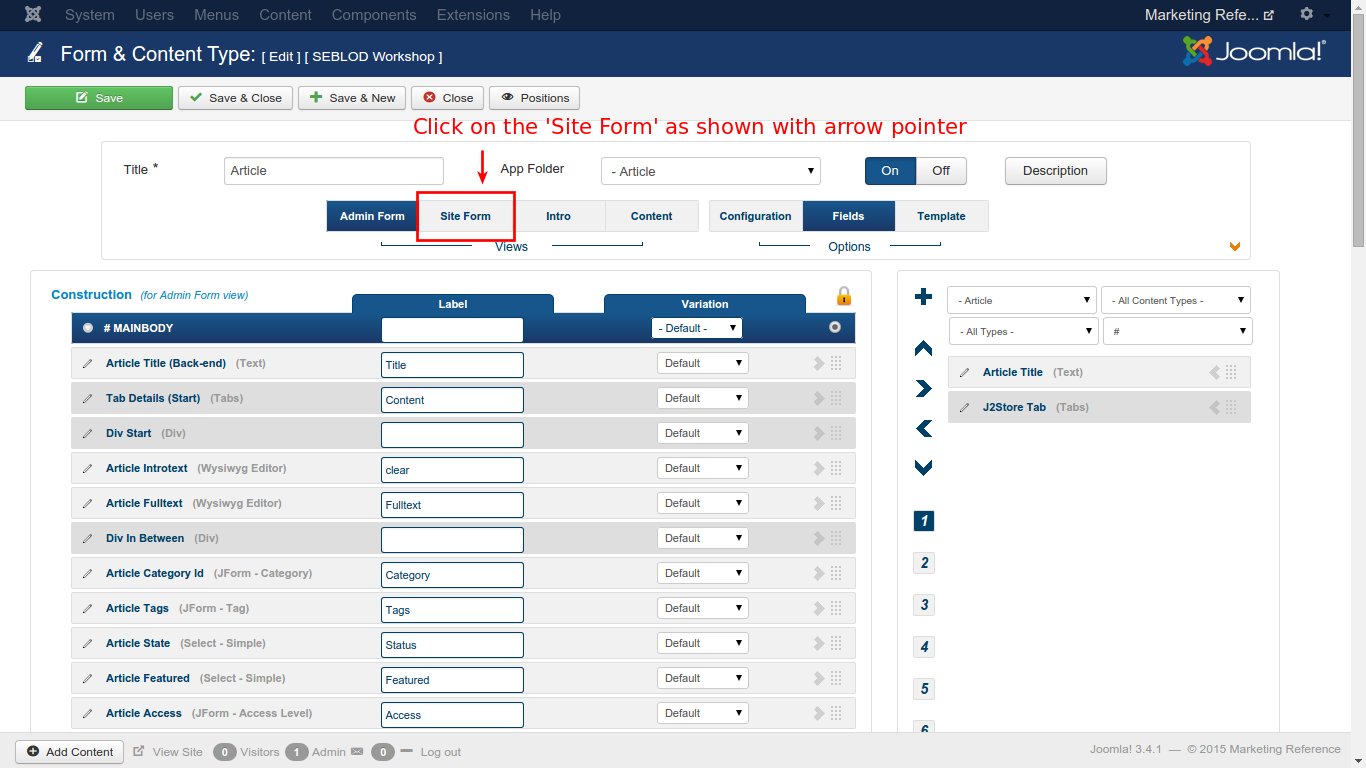 System Users Menus Content Components Extensions Help Marketing Refe...
Form & Content Type: [ Edit ] [ SEBLOD Workshop ] Joomla!®
Save Save & Close Save & New Close Positions
Click on the 'Site Form' as shown with arrow pointer
Title * Article App Folder - Article On Off Description
Admin Form Site Form Intro Content Configuration Fields Template
Views Options
Construction (for Admin Form view) Label Variation
# MAINBODY - Default -
Article Title (Back-end) (Text) Title Default
Tab Details (Start) (Tabs) Content Default
Div Start (Div) Default
Article Introtext (Wysiwyg Editor) clear Default
Article Fulltext (Wysiwyg Editor) Fulltext Default
Div In Between (Div) Default
Article Category Id (JForm - Category) Category Default
Article Tags (JForm - Tag) Tags Default
Article State (Select - Simple) Status Default
Article Featured (Select - Simple) Featured Default
Article Access (JForm - Access Level) Access Default
- Article - All Content Types -
- All Types - #
Article Title (Text)
J2Store Tab (Tabs)
1
2
3
4
5
6
Add Content View Site 0 Visitors 1 Admin 0 Log out Joomla! 3.4.1 — © 2015 Marketing Reference